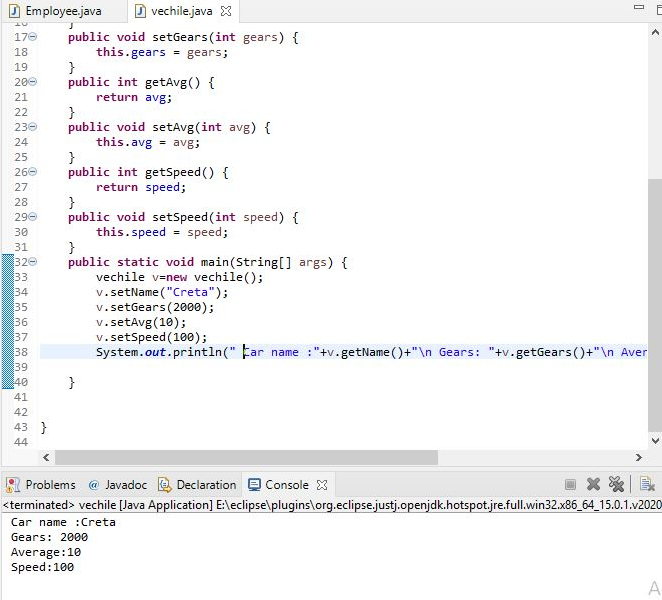 Employee.java vechile.java
17 public void setGears(int gears) {
18 this.gears = gears;
19 }
20 public int getAvg() {
21 return avg;
22 }
23 public void setAvg(int avg) {
24 this.avg = avg;
25 }
26 public int getSpeed() {
27 return speed;
28 }
29 public void setSpeed(int speed) {
30 this.speed = speed;
31 }
32 public static void main(String[] args) {
33 vechile v=new vechile();
34 v.setName("Creta");
35 v.setGears(2000);
36 v.setAvg(10);
37 v.setSpeed(100);
38 System.out.println(" Car name :"+v.getName()+"\n Gears: "+v.getGears()+"\n Aver
39
40 }
41
42
43 }
44
Problems @ Javadoc Declaration Console
<terminated> vechile [Java Application] E:\eclipse\plugins\org.eclipse.justj.openjdk.hotspot.jre.full.win32.x86_64_15.0.1.v2020
Car name :Creta
Gears: 2000
Average:10
Speed:100
A